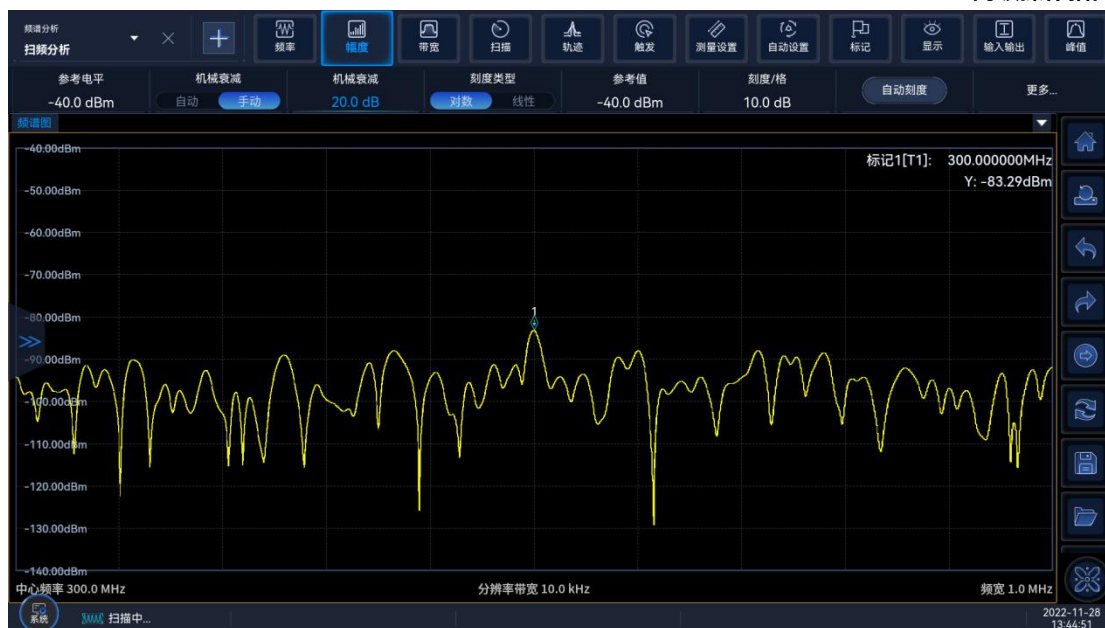 频谱分析
扫频分析
频率
幅度
带宽
扫描
轨迹
触发
测量设置
自动设置
标记
显示
输入输出
峰值
参考电平
-40.0 dBm
机械衰减
自动 手动
机械衰减
20.0 dB
刻度类型
对数 线性
参考值
-40.0 dBm
刻度/格
10.0 dB
自动刻度
更多...
频谱图
标记1[T1]: 300.000000MHz
Y: -83.29dBm
-40.00dBm
-50.00dBm
-60.00dBm
-70.00dBm
-80.00dBm
-90.00dBm
-100.00dBm
-110.00dBm
-120.00dBm
-130.00dBm
-140.00dBm
1
中心频率 300.0 MHz
分辨率带宽 10.0 kHz
频宽 1.0 MHz
系统
扫描中...
2022-11-28
13:44:51